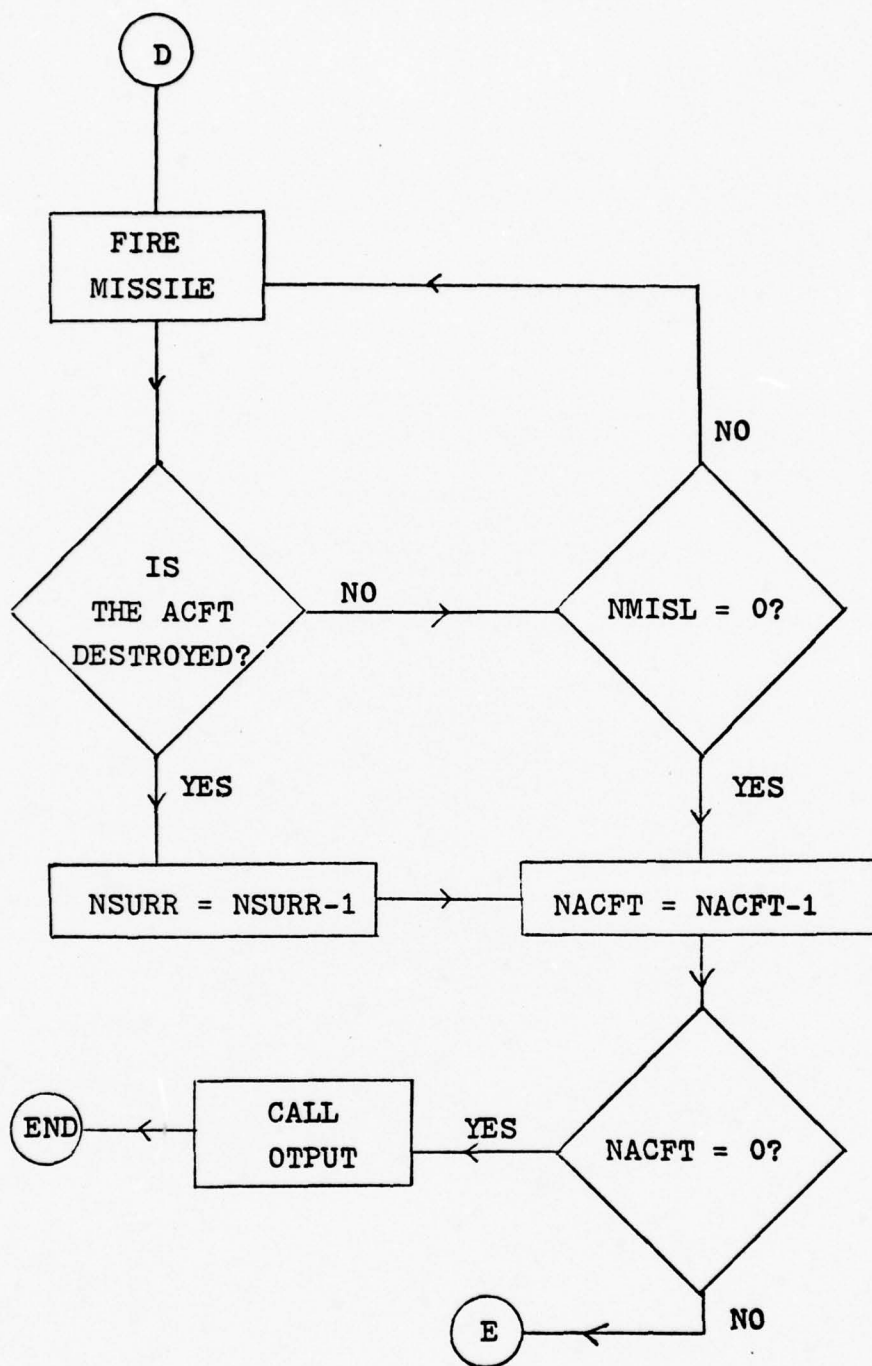 D
FIRE
MISSILE
NO
IS
THE ACFT
DESTROYED?
NO
NMISL = 0?
YES
YES
NSURR = NSURR-1
NACFT = NACFT-1
END
CALL
OTPUT
YES
NACFT = 0?
E
NO